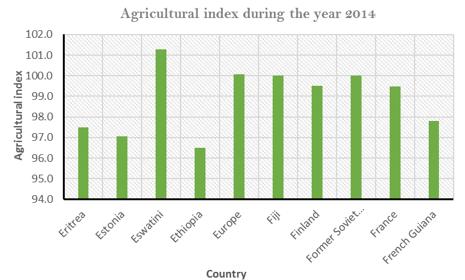 Agricultural index during the year 2014
102.0
101.0
100.0
99.0
98.0
97.0
96.0
95.0
94.0
Agricultural index
Eritrea
Estonia
Eswatini
Ethiopia
Europe
Fiji
Finland
Former Soviet...
France
French Guiana
Country